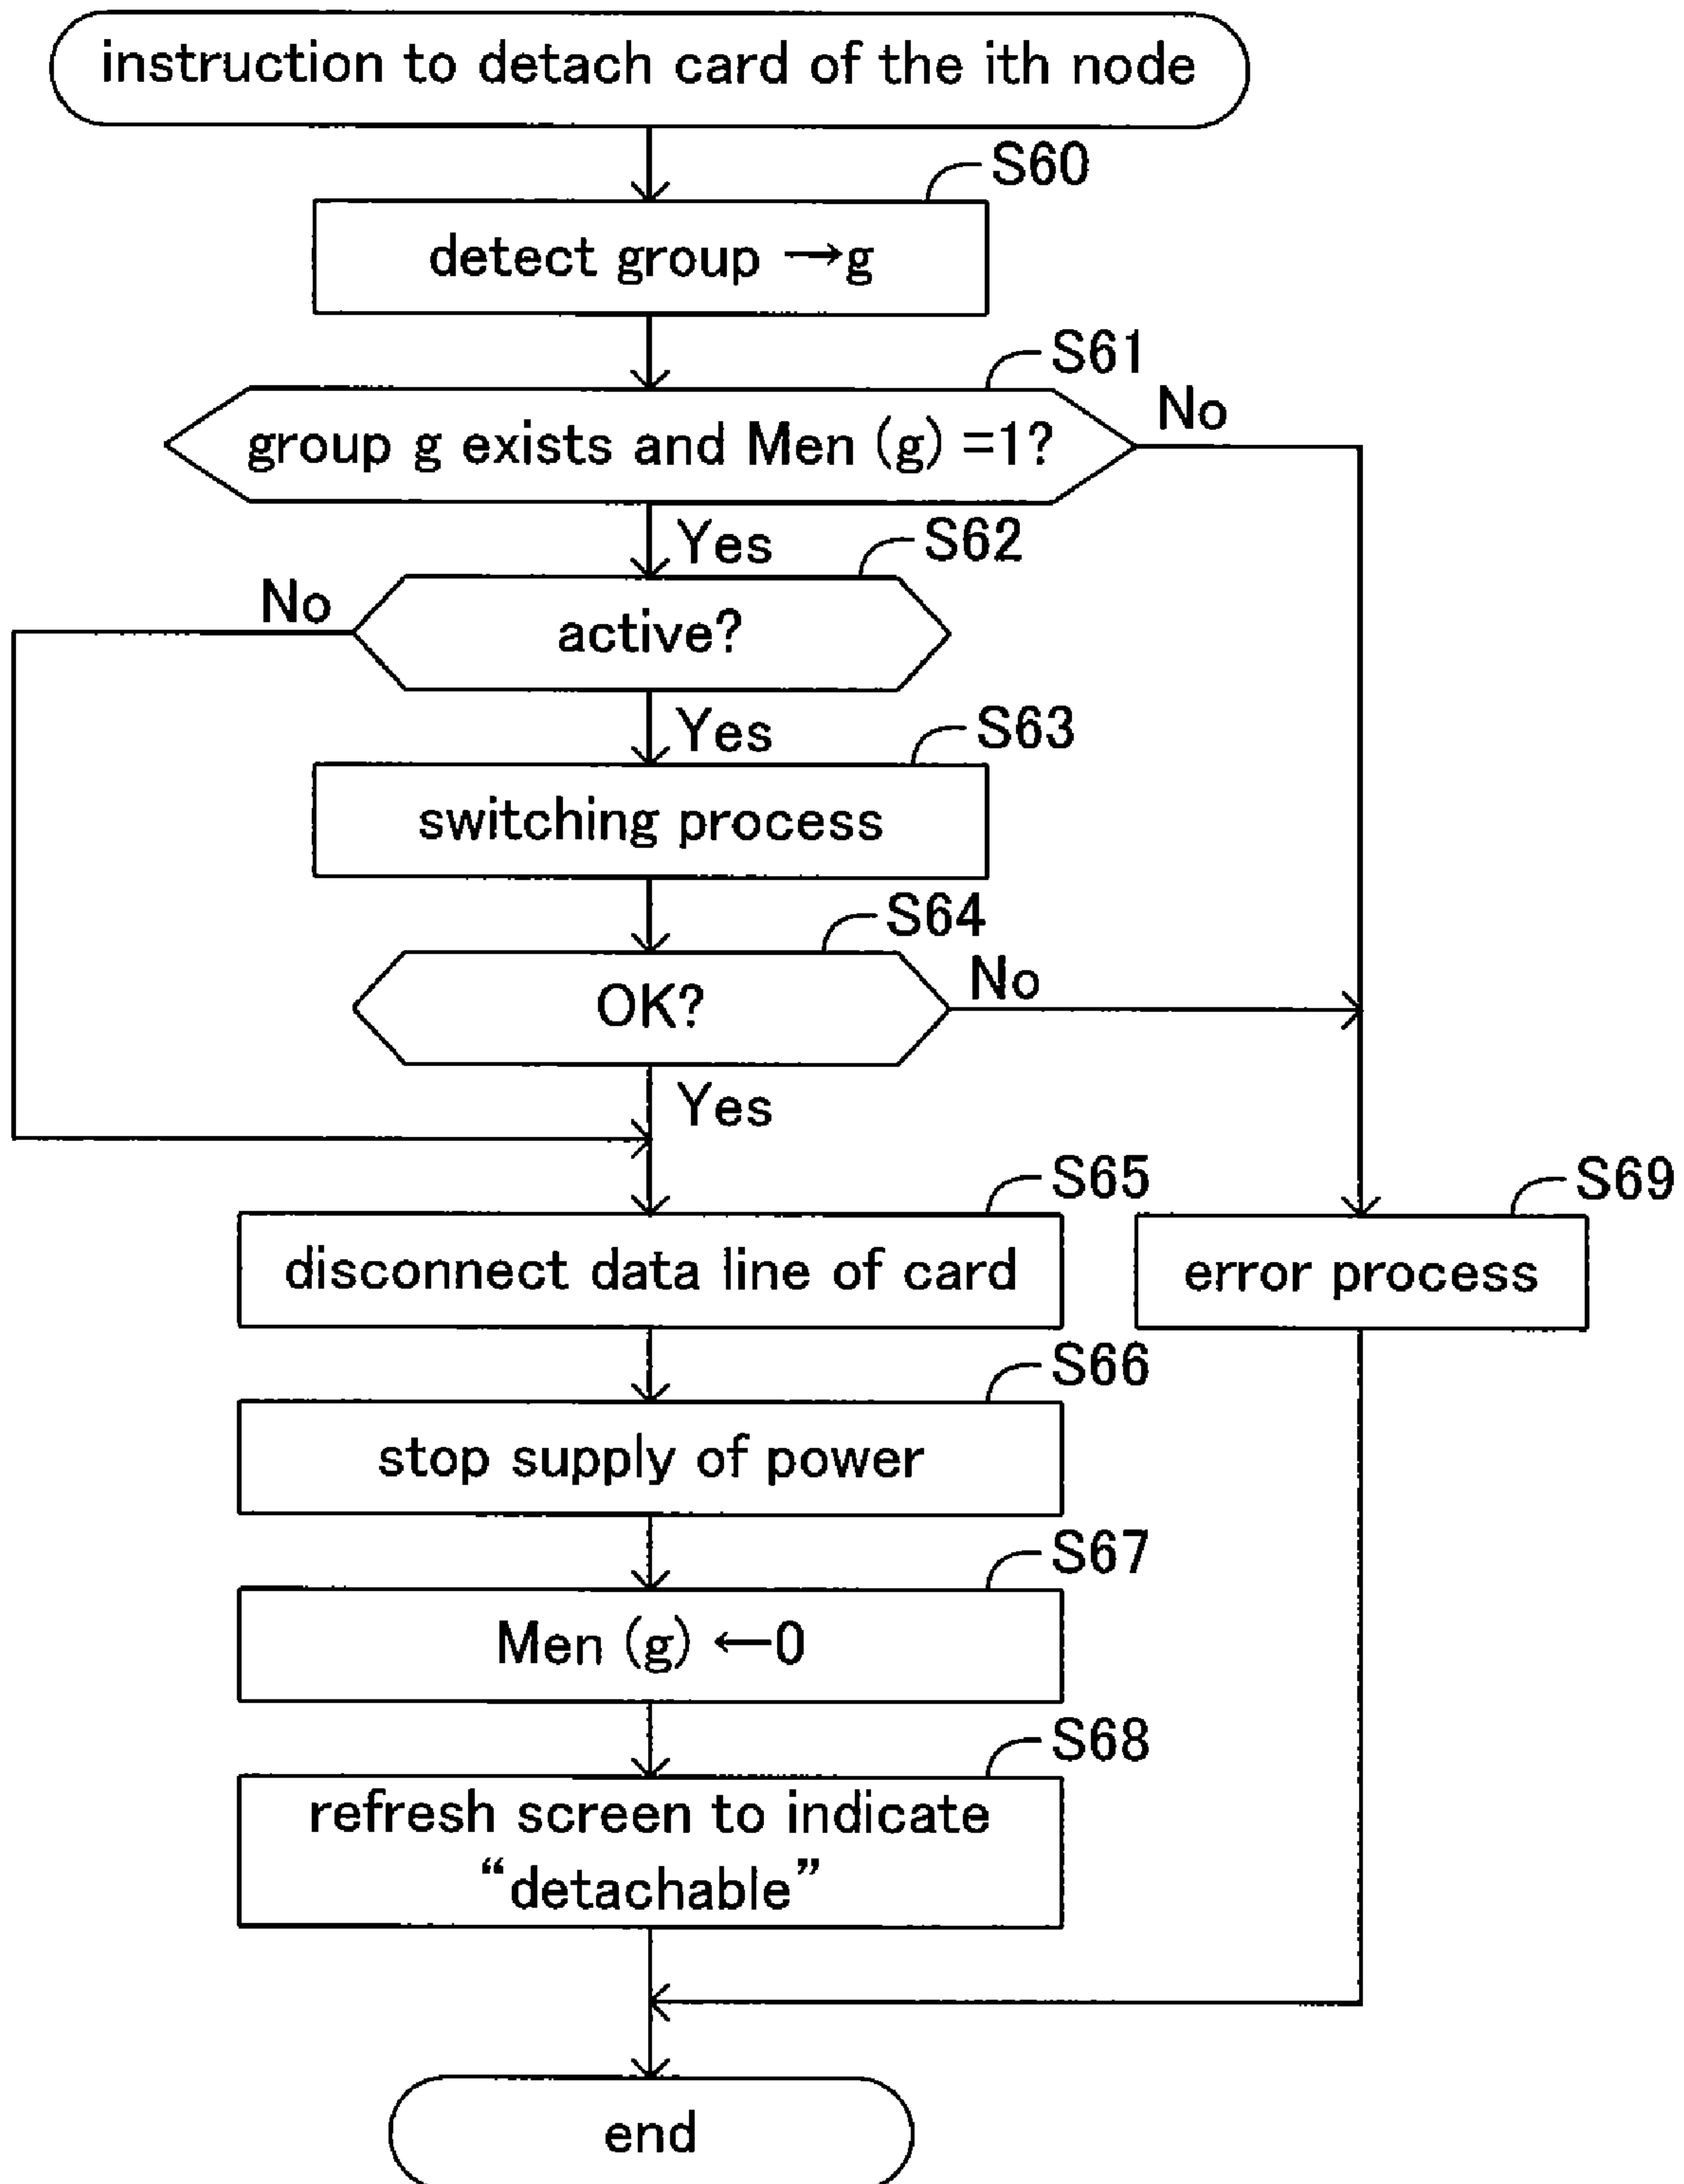 instruction to detach card of the ith node
S60
detect group →g
S61
group g exists and Men (g) =1?
No
Yes
S62
No
active?
Yes
S63
switching process
S64
OK?
No
Yes
S65
disconnect data line of card
S69
error process
S66
stop supply of power
S67
Men (g) ←0
S68
refresh screen to indicate
“detachable”
end